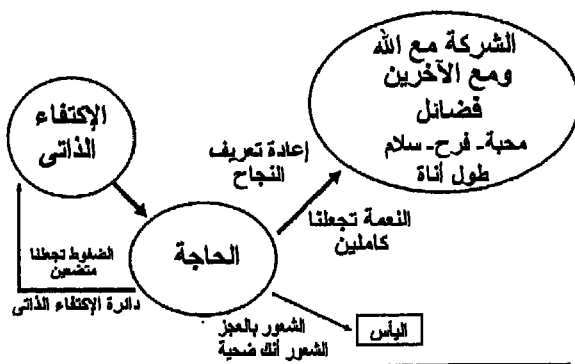 الشركة مع الله
ومع الآخرين
فضائل
محبة- فرح- سلام
طول أناة
الإكتفاء
الذاتى
إعادة تعريف
النجاح
النعمة تجعلنا
كاملين
الحاجة
الضغوط تجعلنا
متضعين
دائرة الإكتفاء الذاتى
الشعور بالعجز
الشعور أنك ضحية
اليأس